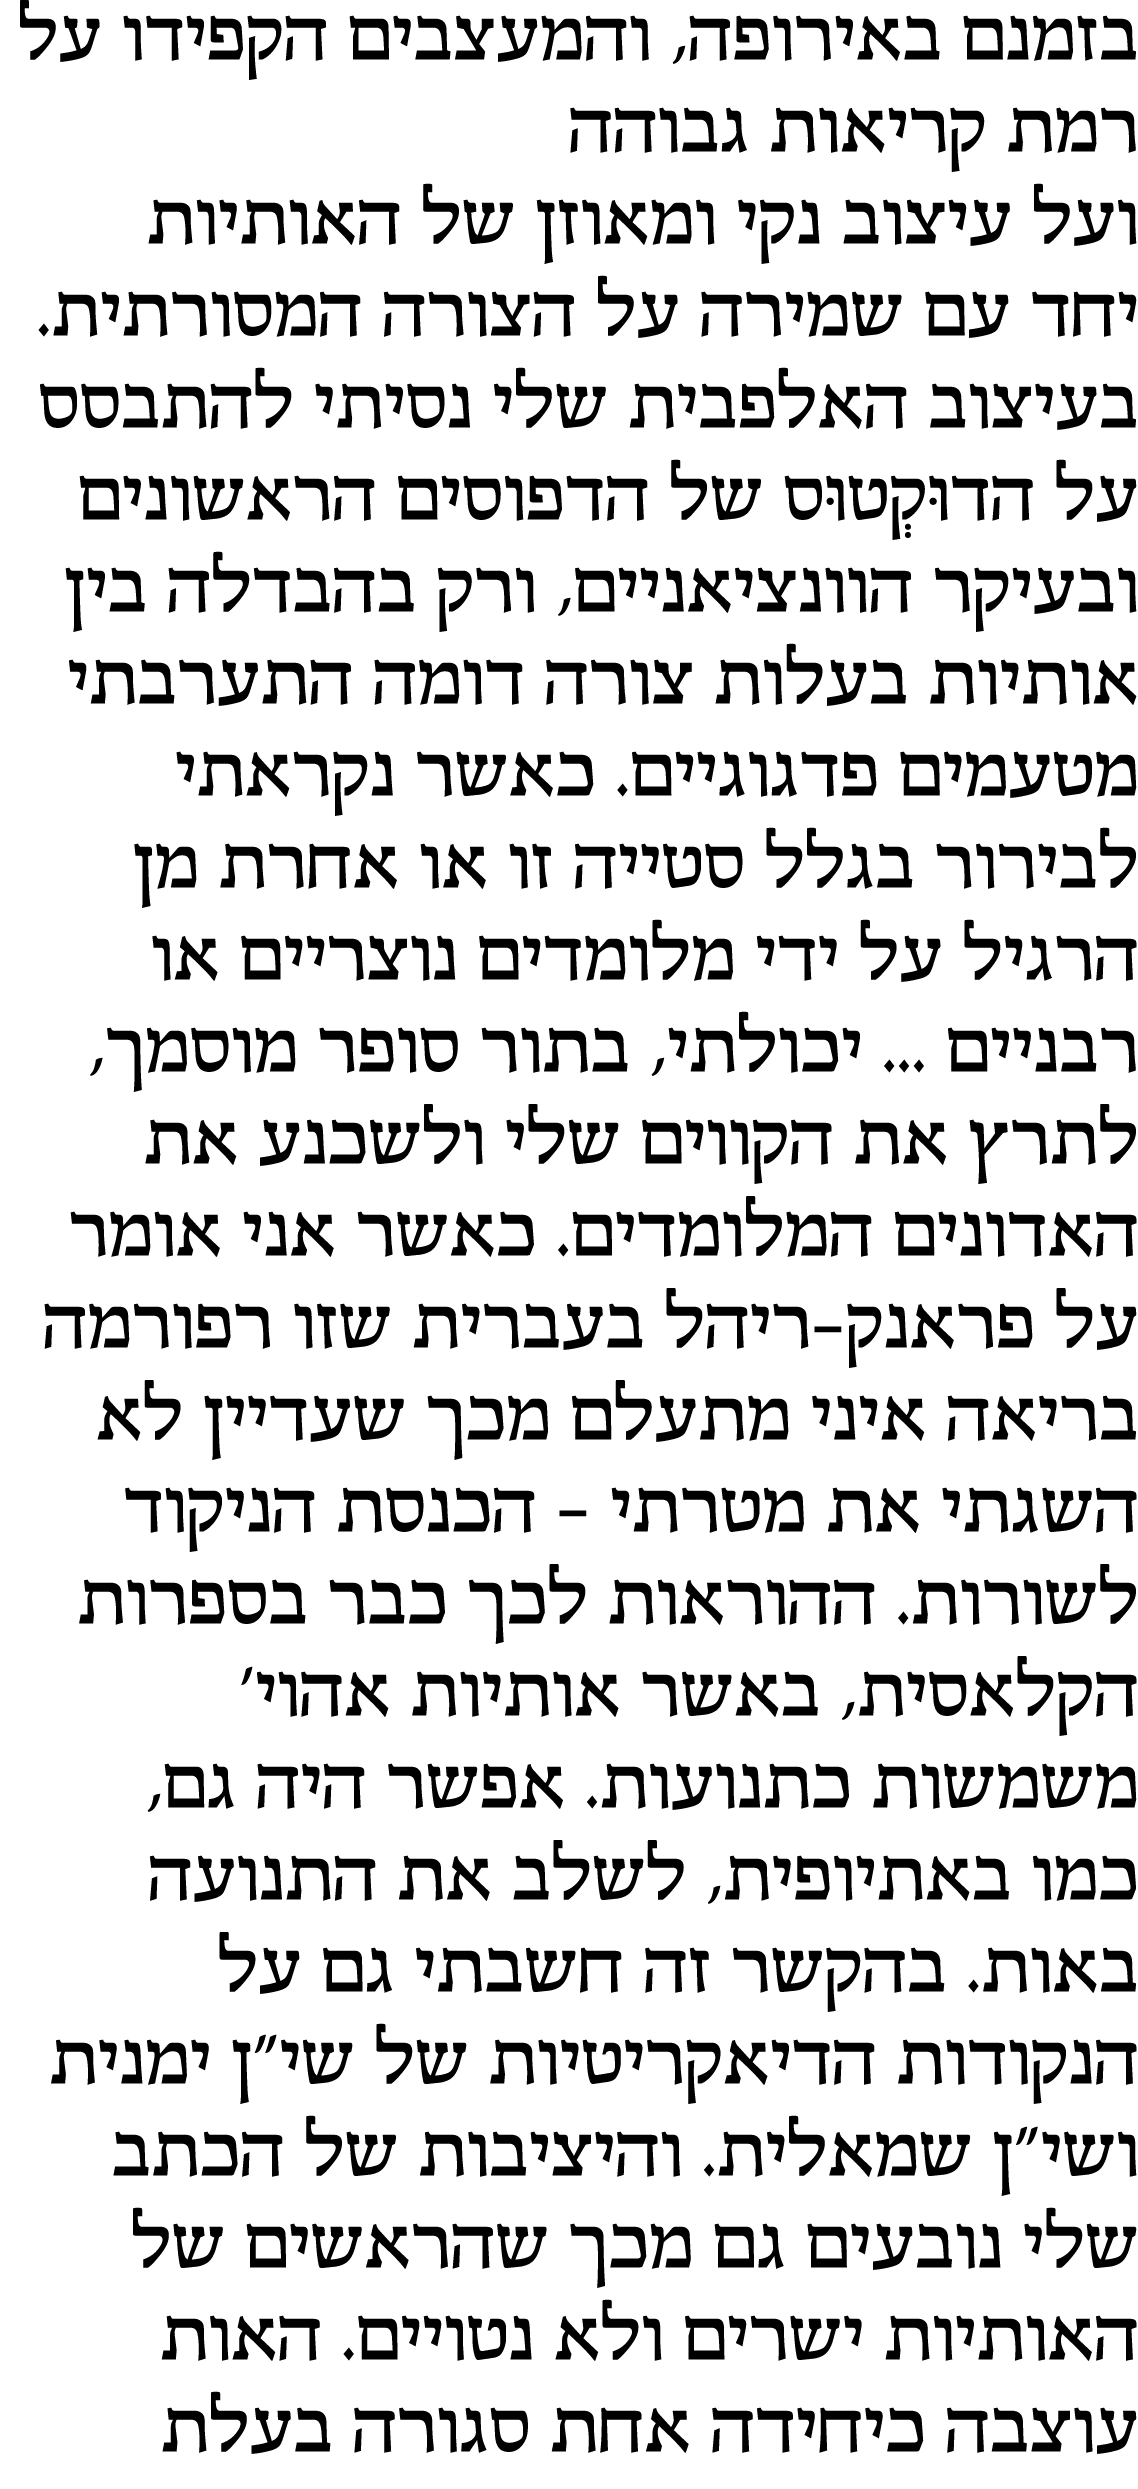 בזמנם באירופה, והמעצבים הקפידו על
רמת קריאות גבוהה
ועל עיצוב נקי ומאוזן של האותיות
יחד עם שמירה על הצורה המסורתית.
בעיצוב האלפבית שלי נסיתי להתבסס
על הדוּקְטוּס של הדפוסים הראשונים
ובעיקר הוונציאניים, ורק בהבדלה בין
אותיות בעלות צורה דומה התערבתי
מטעמים פדגוגיים. כאשר נקראתי
לבירור בגלל סטייה זו או אחרת מן
הרגיל על ידי מלומדים נוצריים או
רבניים ... יכולתי, בתור סופר מוסמך,
לתרץ את הקווים שלי ולשכנע את
האדונים המלומדים. כאשר אני אומר
על פראנק-ריהל בעברית שזו רפורמה
בריאה איני מתעלם מכך שעדיין לא
השגתי את מטרתי - הכנסת הניקוד
לשורות. ההוראות לכך כבר בספרות
הקלאסית, באשר אותיות אהוי׳
משמשות כתנועות. אפשר היה גם,
כמו באתיופית, לשלב את התנועה
באות. בהקשר זה חשבתי גם על
הנקודות הדיאקריטיות של שי״ן ימנית
ושי״ן שמאלית. והיציבות של הכתב
שלי נובעים גם מכך שהראשים של
האותיות ישרים ולא נטויים. האות
עוצבה כיחידה אחת סגורה בעלת